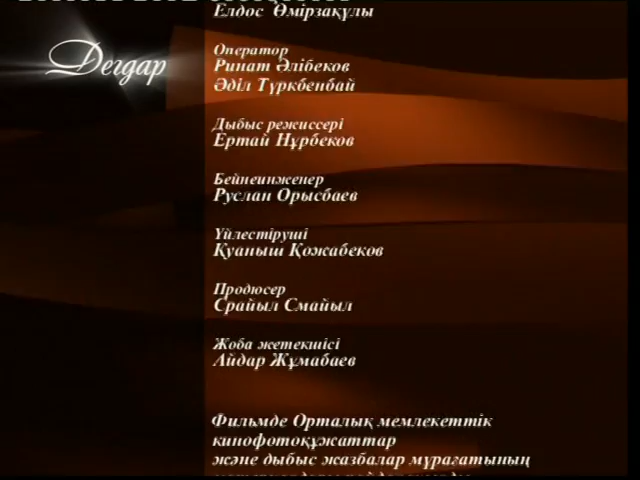 Елдос Өмірзақұлы
Дегдар
Оператор
Ринат Әлібеков
Әділ Түркбенбай
Дыбыс режиссері
Ертай Нұрбеков
Бейнеинженер
Руслан Орысбаев
Үйлестіруші
Қуаныш Қожабеков
Продюсер
Срайыл Смайыл
Жоба жетекшісі
Айдар Жұмабаев
Фильмде Орталық мемлекеттік
кинофотоқұжаттар
және дыбыс жазбалар мұрағатының